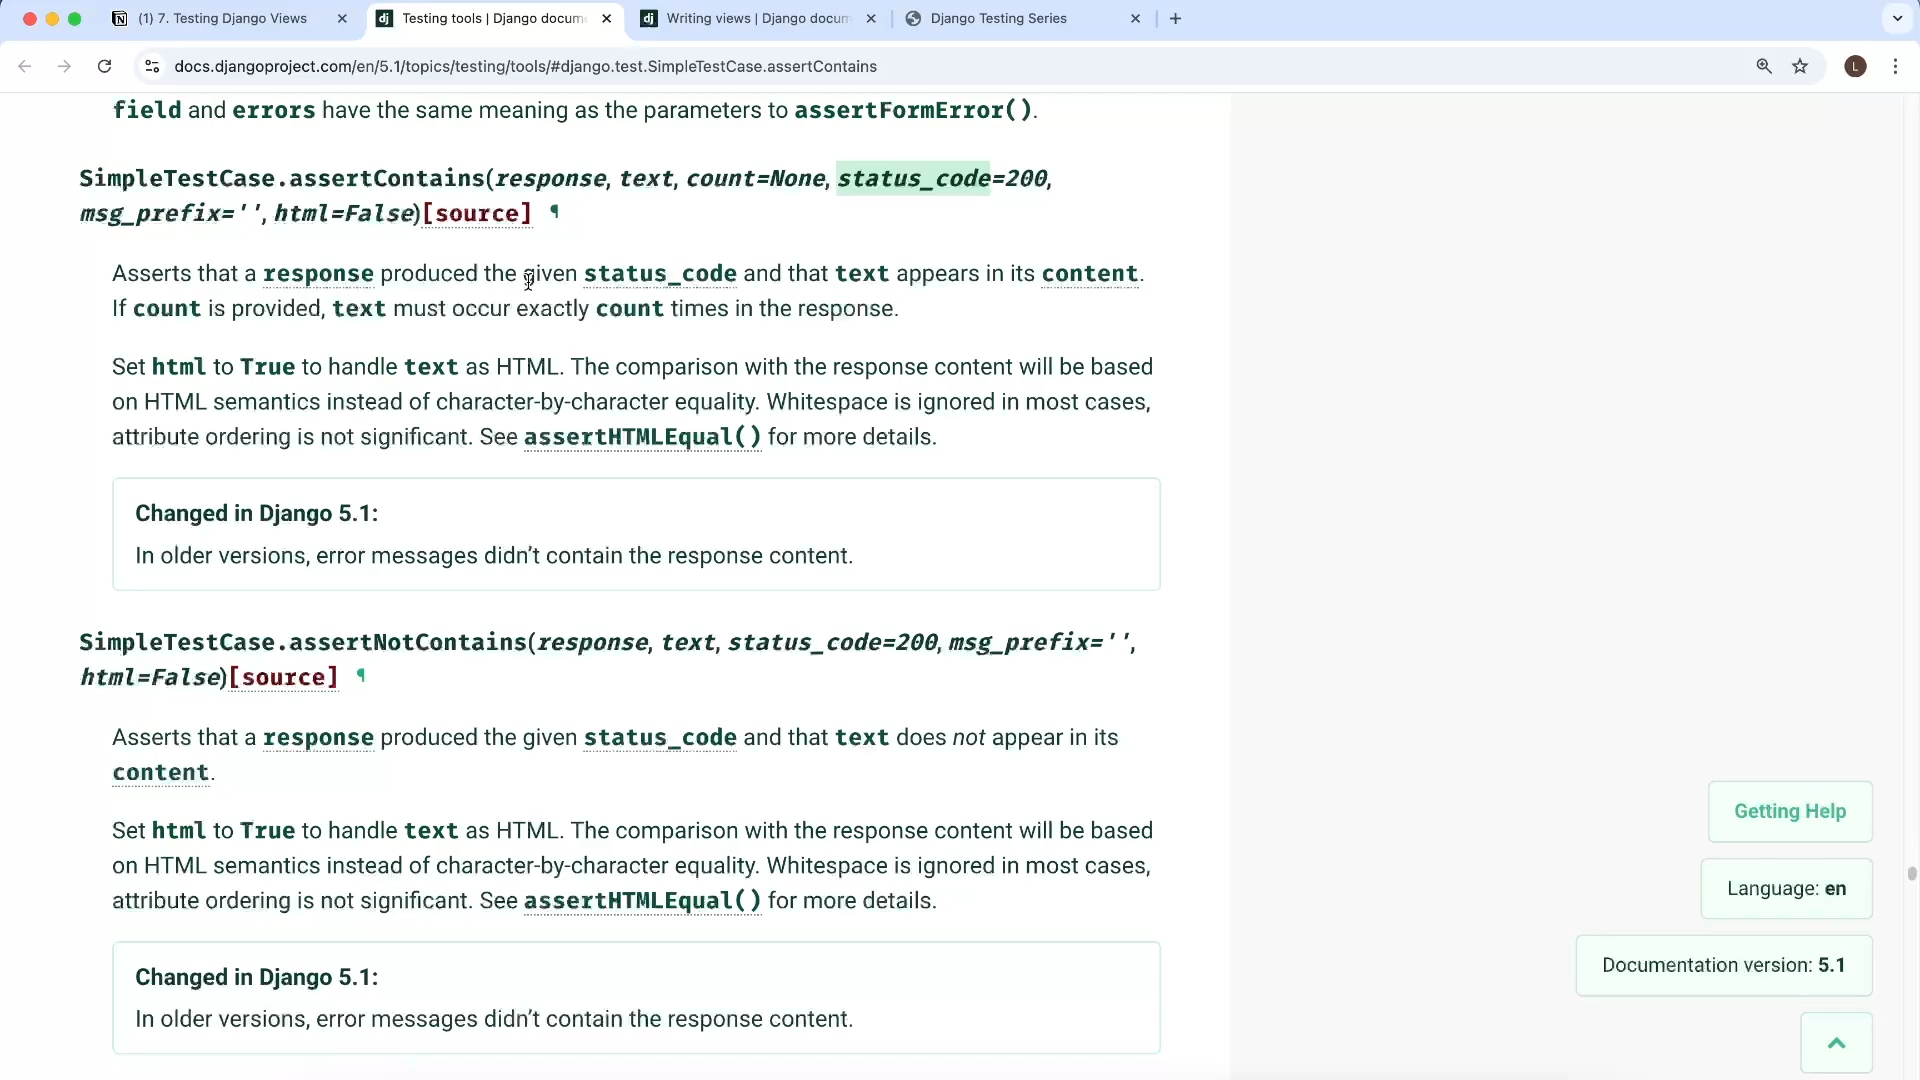 (1) 7. Testing Django Views
Testing tools | Django docum
Writing views | Django docum
Django Testing Series
docs.djangoproject.com/en/5.1/topics/testing/tools/#django.test.SimpleTestCase.assertContains
L
field and errors have the same meaning as the parameters to assertFormError().
SimpleTestCase.assertContains(response, text, count=None, status_code=200,
msg_prefix='', html=False)[source] ¶
Asserts that a response produced the given status_code and that text appears in its content.
If count is provided, text must occur exactly count times in the response.
Set html to True to handle text as HTML. The comparison with the response content will be based
on HTML semantics instead of character-by-character equality. Whitespace is ignored in most cases,
attribute ordering is not significant. See assertHTMLEqual() for more details.
Changed in Django 5.1:
In older versions, error messages didn’t contain the response content.
SimpleTestCase.assertNotContains(response, text, status_code=200, msg_prefix='',
html=False)[source] ¶
Asserts that a response produced the given status_code and that text does not appear in its
content.
Set html to True to handle text as HTML. The comparison with the response content will be based
on HTML semantics instead of character-by-character equality. Whitespace is ignored in most cases,
attribute ordering is not significant. See assertHTMLEqual() for more details.
Changed in Django 5.1:
In older versions, error messages didn’t contain the response content.
Getting Help
Language: en
Documentation version: 5.1